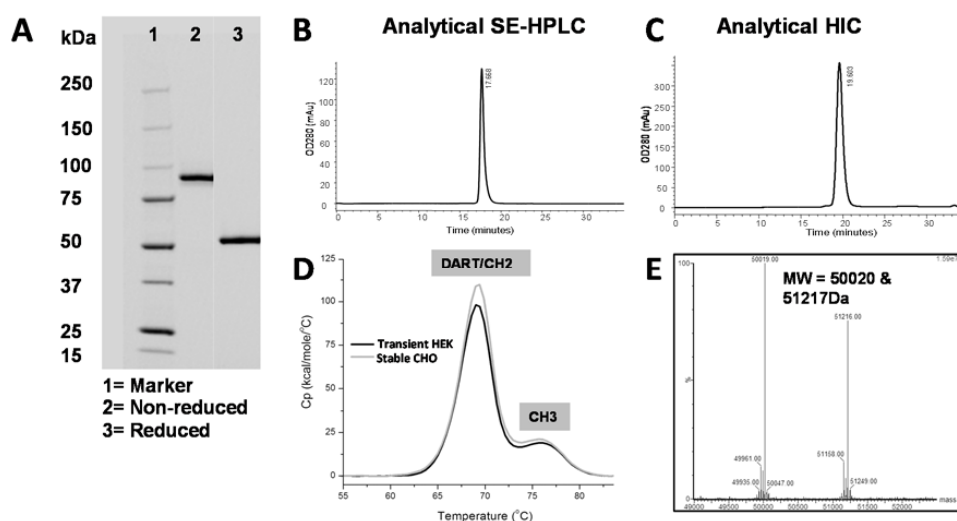 A
kDa
1 2 3
250
150
100
75
50
37
25
15
1= Marker
2= Non-reduced
3= Reduced
B
Analytical SE-HPLC
OD280 (mAu)
120
100
80
60
40
20
0
17.668
0 5 10 15 20 25 30
Time (minutes)
C
Analytical HIC
OD280 (mAu)
350
300
250
200
150
100
50
0
19.603
0 10 20 30
Time (minutes)
D
DART/CH2
CH3
Transient HEK
Stable CHO
Cp (kcal/mole/°C)
125
100
75
50
25
0
55 60 65 70 75 80
Temperature (°C)
E
MW = 50020 &
51217Da
100
%
0
50019.00
51216.00
49961.00
49935.00
50047.00
51158.00
51249.00
49000 49500 50000 50500 51000 51500 52000
mass